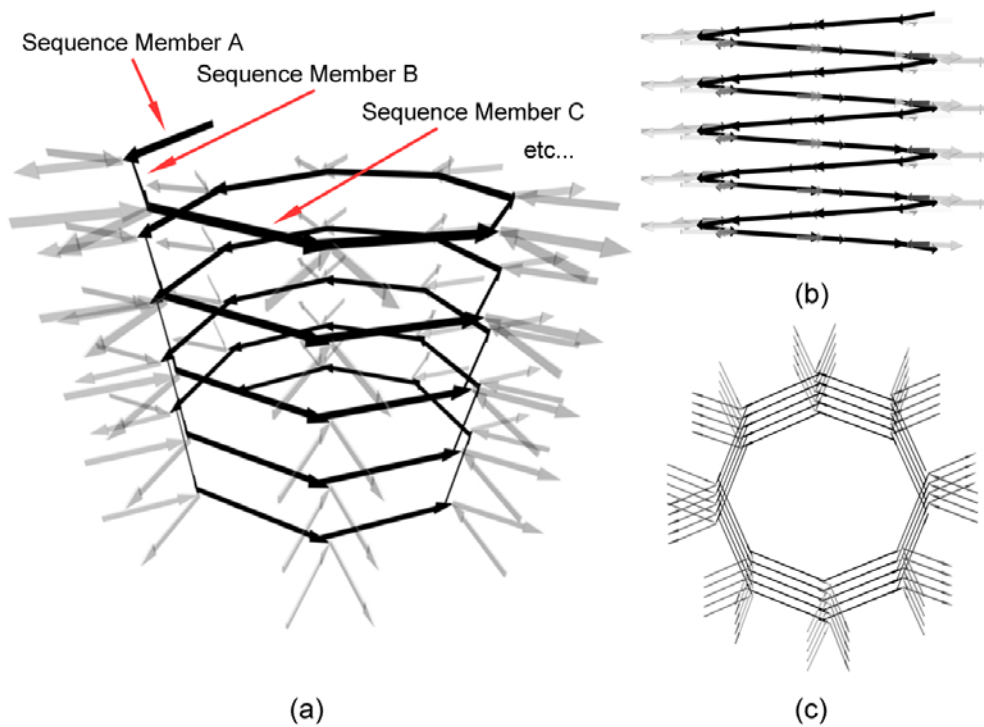 Sequence Member A
Sequence Member B
Sequence Member C
etc...
(a)
(b)
(c)